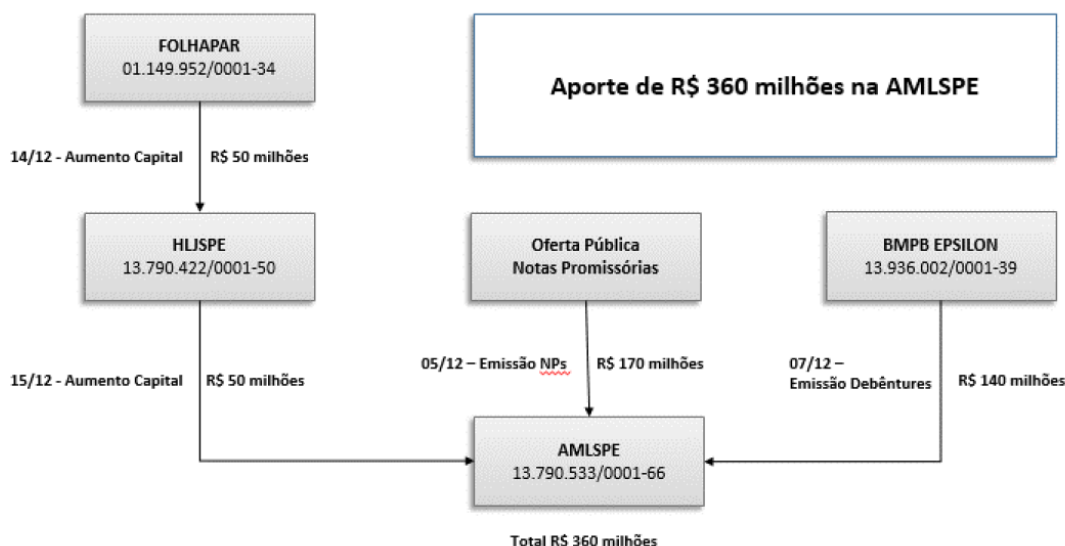 FOLHAPAR
01.149.952/0001-34
Aporte de R$ 360 milhões na AMLSPE
14/12 - Aumento Capital
R$ 50 milhões
HLJSPE
13.790.422/0001-50
Oferta Pública
Notas Promissórias
BMPB EPSILON
13.936.002/0001-39
15/12 - Aumento Capital
R$ 50 milhões
05/12 – Emissão NPs
R$ 170 milhões
07/12 –
Emissão Debêntures
R$ 140 milhões
AMLSPE
13.790.533/0001-66
Total R$ 360 milhões